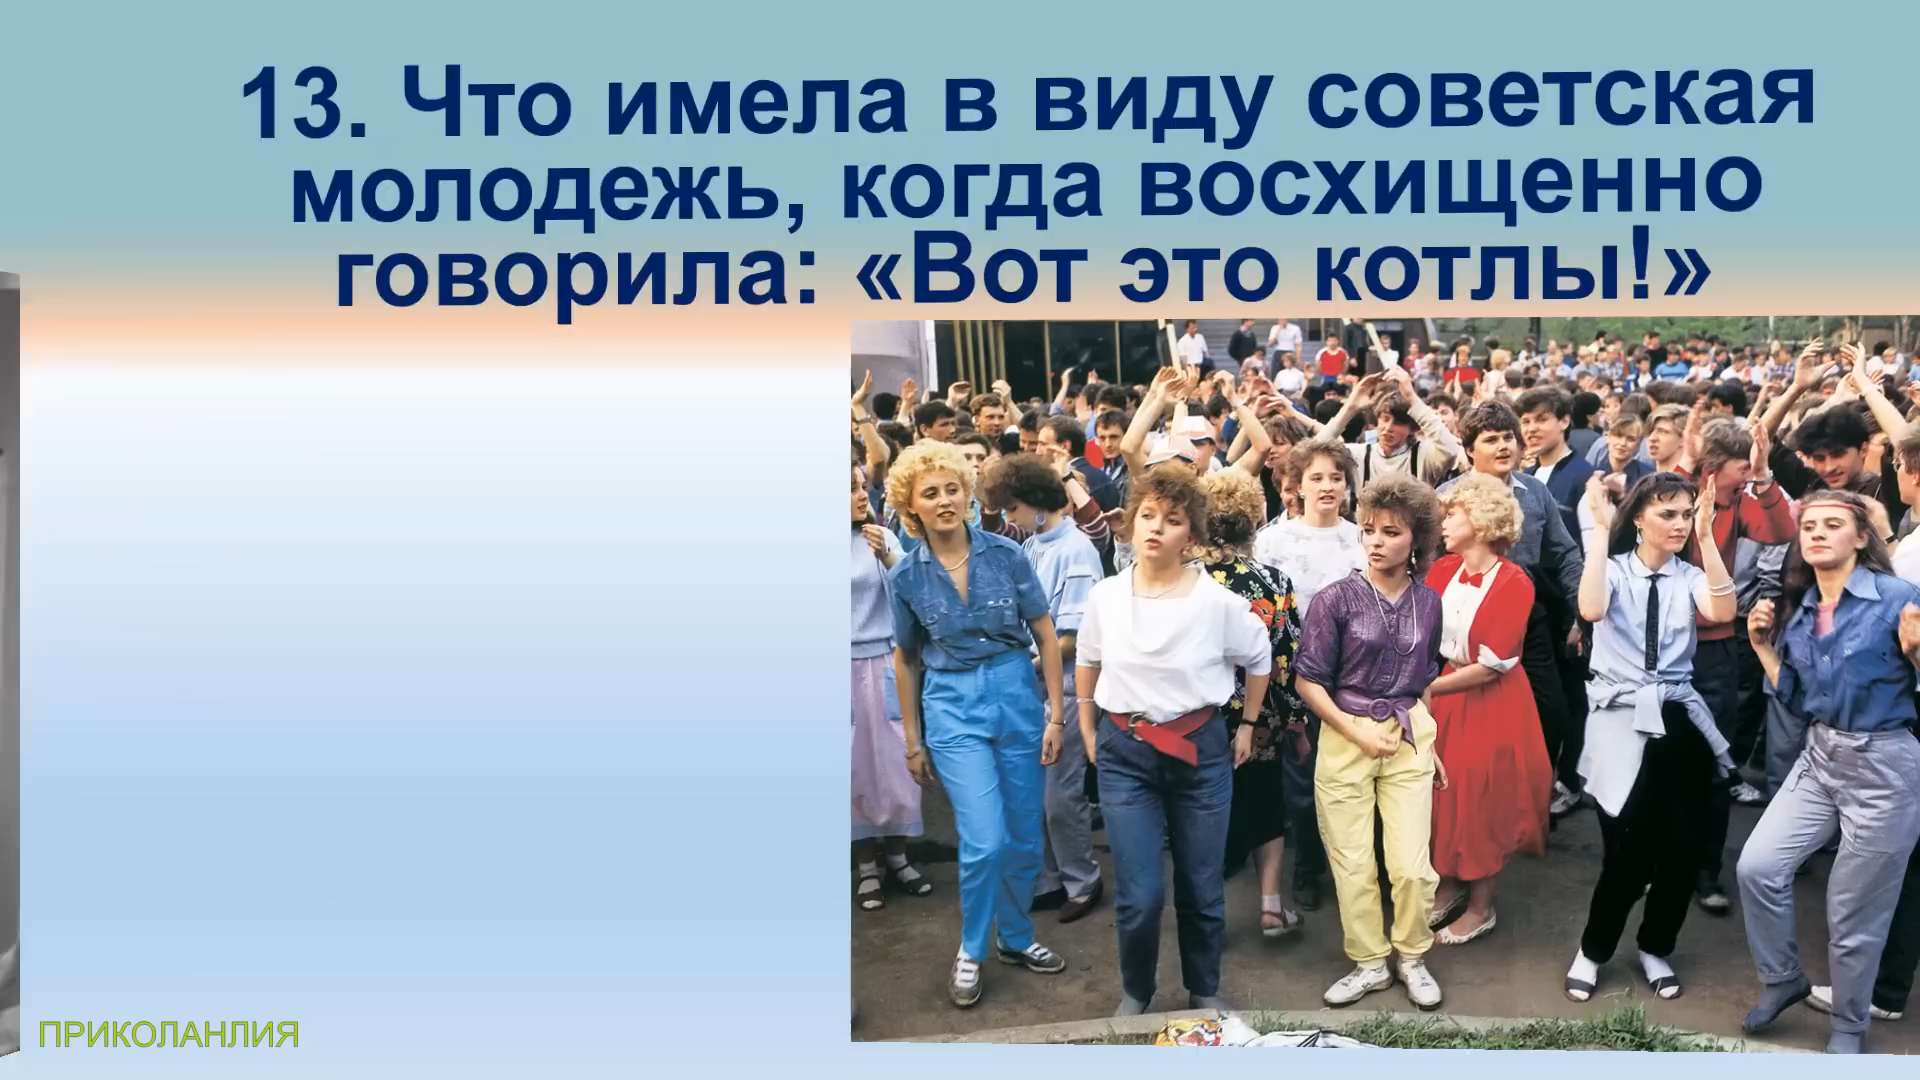 13. Что имела в виду советская
молодежь, когда восхищенно
говорила: «Вот это котлы!»
ПРИКОЛАНЛИЯ